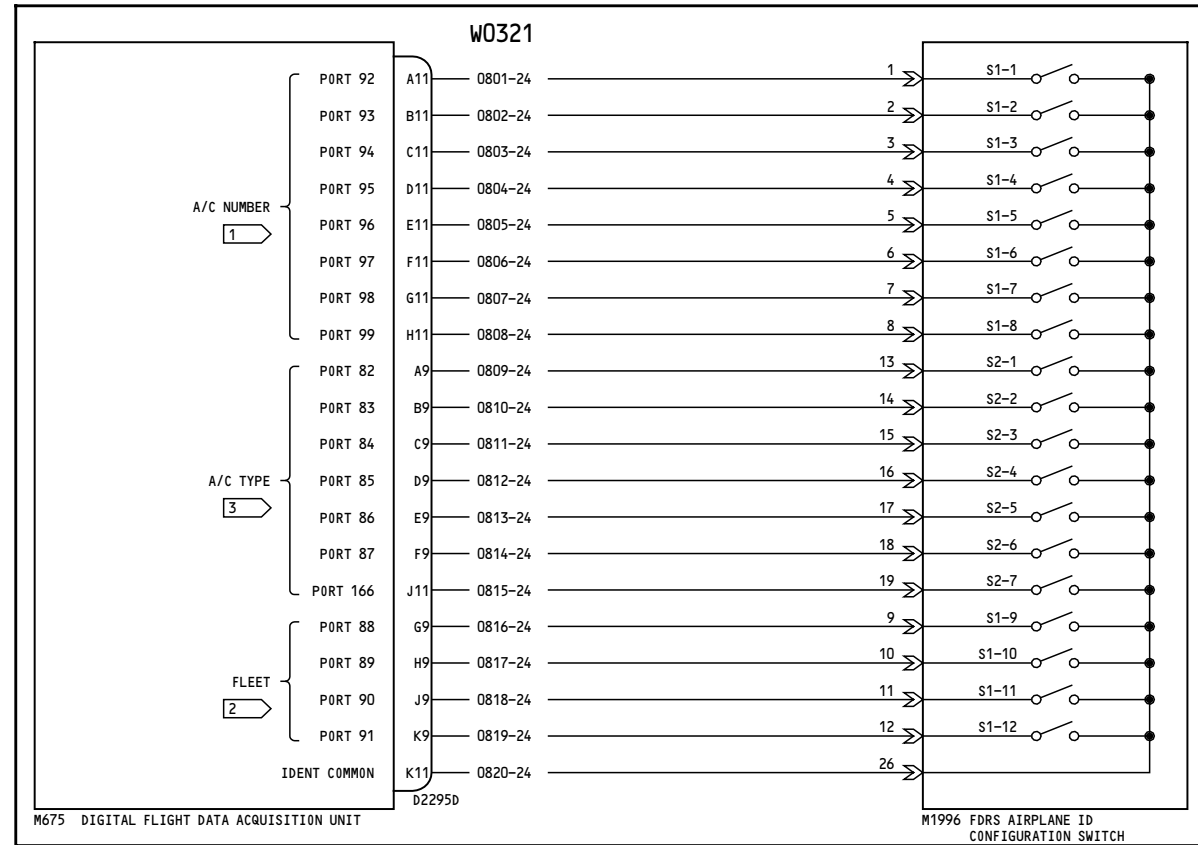 W0321
PORT 92 A11 0801-24 1 S1-1
PORT 93 B11 0802-24 2 S1-2
PORT 94 C11 0803-24 3 S1-3
PORT 95 D11 0804-24 4 S1-4
A/C NUMBER
1
PORT 96 E11 0805-24 5 S1-5
PORT 97 F11 0806-24 6 S1-6
PORT 98 G11 0807-24 7 S1-7
PORT 99 H11 0808-24 8 S1-8
PORT 82 A9 0809-24 13 S2-1
PORT 83 B9 0810-24 14 S2-2
PORT 84 C9 0811-24 15 S2-3
A/C TYPE PORT 85 D9 0812-24 16 S2-4
3
PORT 86 E9 0813-24 17 S2-5
PORT 87 F9 0814-24 18 S2-6
PORT 166 J11 0815-24 19 S2-7
PORT 88 G9 0816-24 9 S1-9
PORT 89 H9 0817-24 10 S1-10
FLEET
2
PORT 90 J9 0818-24 11 S1-11
PORT 91 K9 0819-24 12 S1-12
IDENT COMMON K11 0820-24 26
D2295D
M675 DIGITAL FLIGHT DATA ACQUISITION UNIT
M1996 FDRS AIRPLANE ID
CONFIGURATION SWITCH